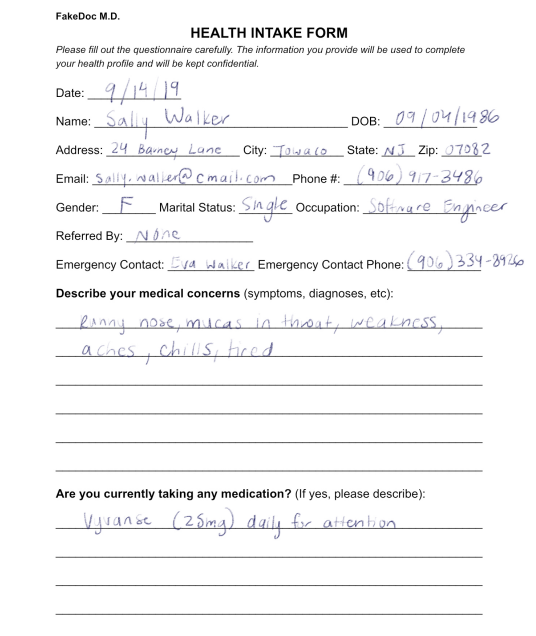 FakeDoc M.D.
HEALTH INTAKE FORM
Please fill out the questionnaire carefully. The information you provide will be used to complete
your health profile and will be kept confidential.
Date: 9/14/19
Name: Sally Walker DOB: 09/04/1986
Address: 24 Barney Lane City: Towaco State: NJ Zip: 07082
Email: Sally.walker@cmail.com Phone #: (906) 917-3486
Gender: F Marital Status: Single Occupation: Software Engineer
Referred By: None
Emergency Contact: Eva Walker Emergency Contact Phone: (906) 334-8926
Describe your medical concerns (symptoms, diagnoses, etc):
Runny nose, mucas in throat, weakness,
aches, chills, tired
Are you currently taking any medication? (If yes, please describe):
Vyvanse (25mg) daily for attention